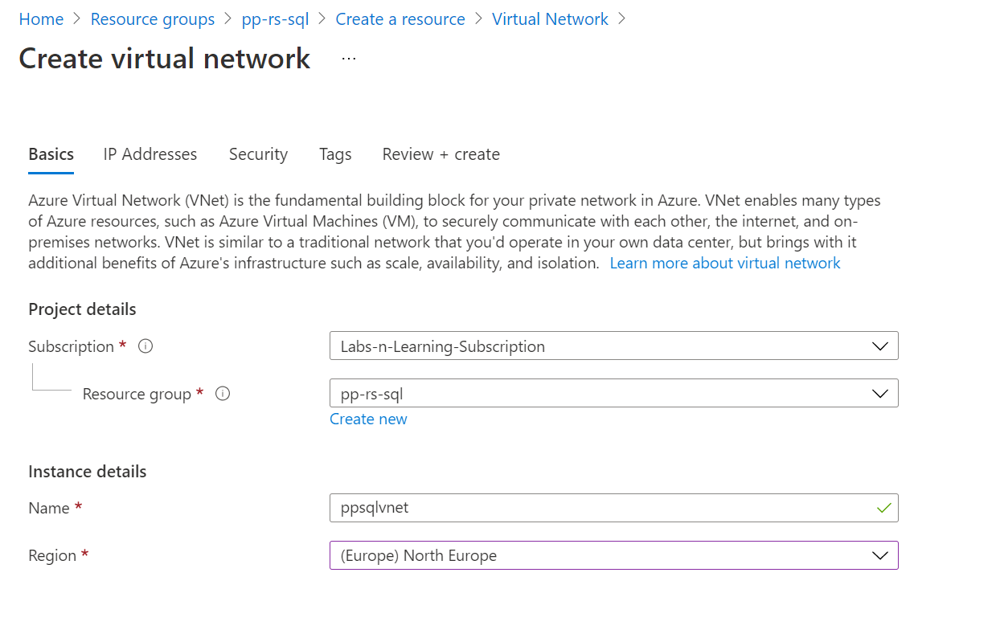 Home > Resource groups > pp-rs-sql > Create a resource > Virtual Network >
Create virtual network ...
Basics IP Addresses Security Tags Review + create
Azure Virtual Network (VNet) is the fundamental building block for your private network in Azure. VNet enables many types
of Azure resources, such as Azure Virtual Machines (VM), to securely communicate with each other, the internet, and on-
premises networks. VNet is similar to a traditional network that you'd operate in your own data center, but brings with it
additional benefits of Azure's infrastructure such as scale, availability, and isolation. Learn more about virtual network
Project details
Subscription * Labs-n-Learning-Subscription
Resource group * pp-rs-sql
Create new
Instance details
Name * ppsqlvnet
Region * (Europe) North Europe